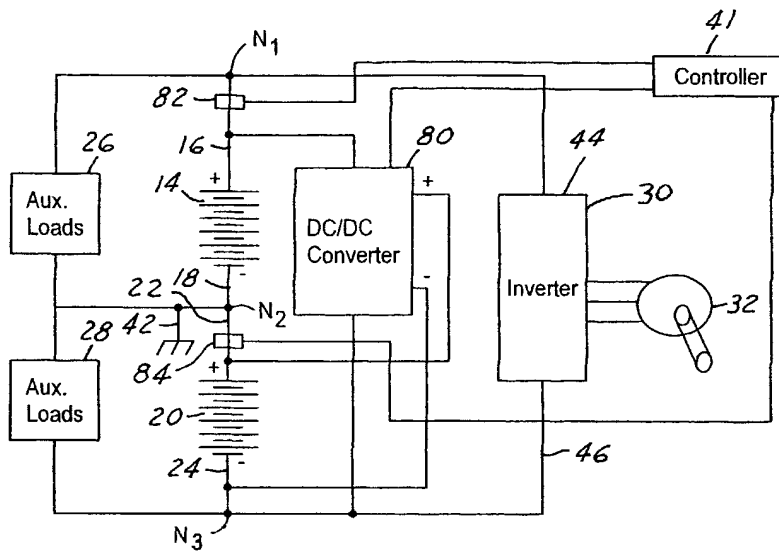 N1
41
Controller
82
26
16
80
44
Aux.
Loads
+
14
+
30
DC/DC
Converter
-
18
-
Inverter
22
N2
32
28
42
84
Aux.
Loads
+
20
24
-
46
N3